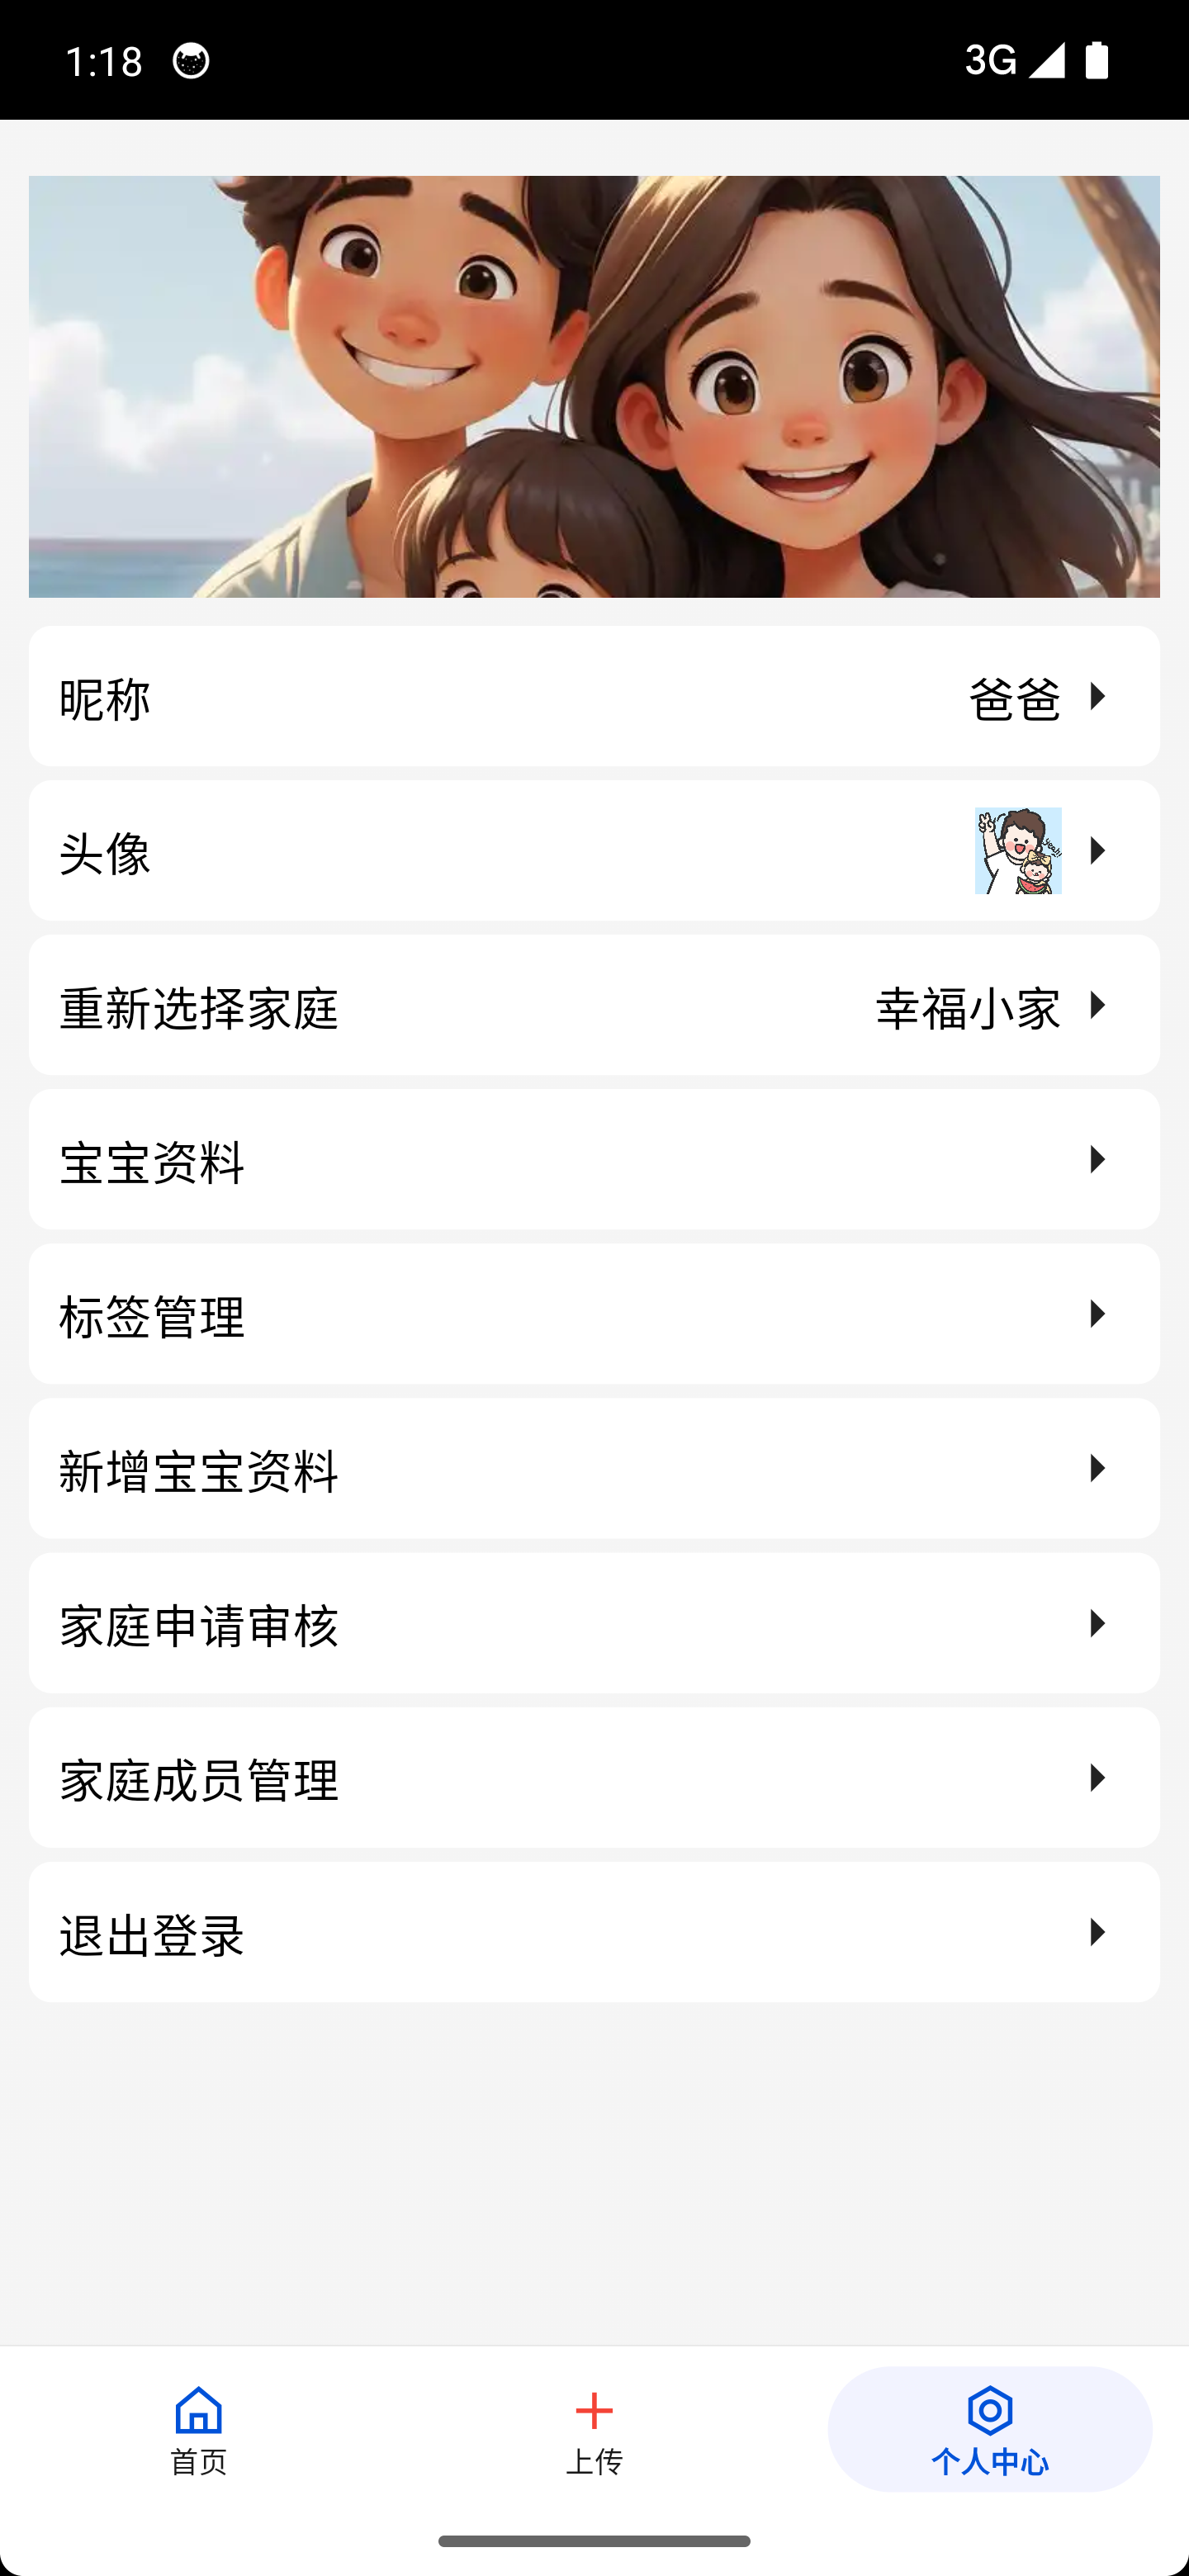 1:18 3G
昵称 爸爸
头像
重新选择家庭 幸福小家
宝宝资料
标签管理
新增宝宝资料
家庭申请审核
家庭成员管理
退出登录
首页 上传 个人中心